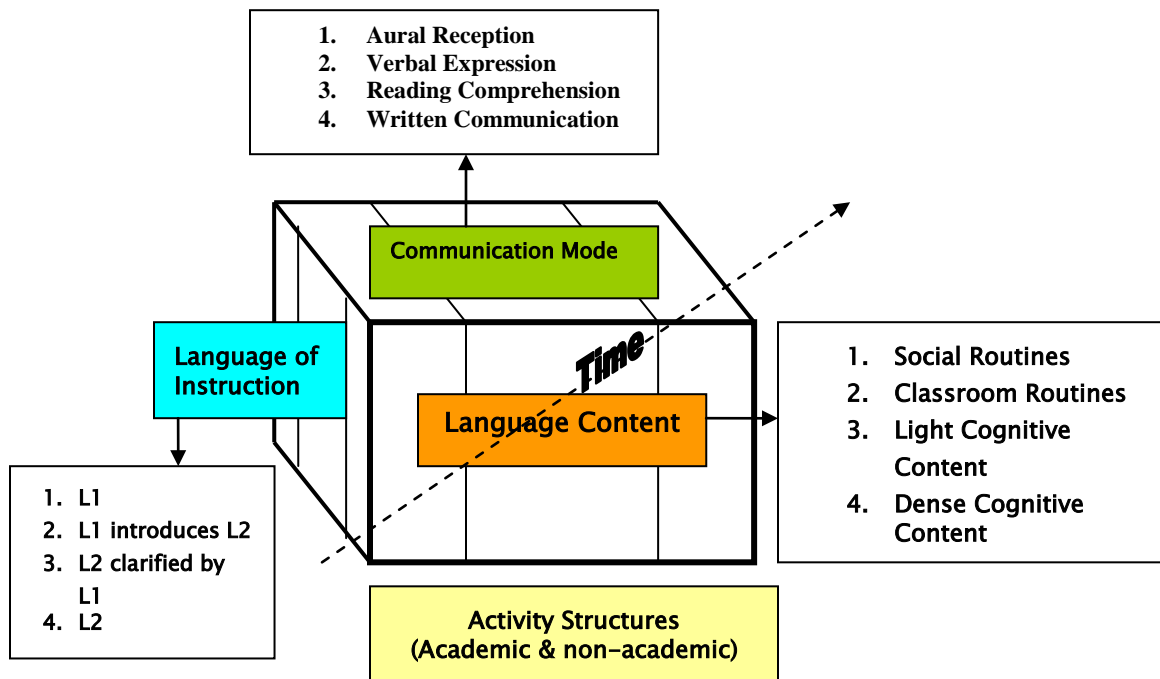 1. Aural Reception
2. Verbal Expression
3. Reading Comprehension
4. Written Communication
Communication Mode
Time
Language of
Instruction
Language Content
1. Social Routines
2. Classroom Routines
3. Light Cognitive
Content
4. Dense Cognitive
Content
1. L1
2. L1 introduces L2
3. L2 clarified by
L1
4. L2
Activity Structures
(Academic & non-academic)